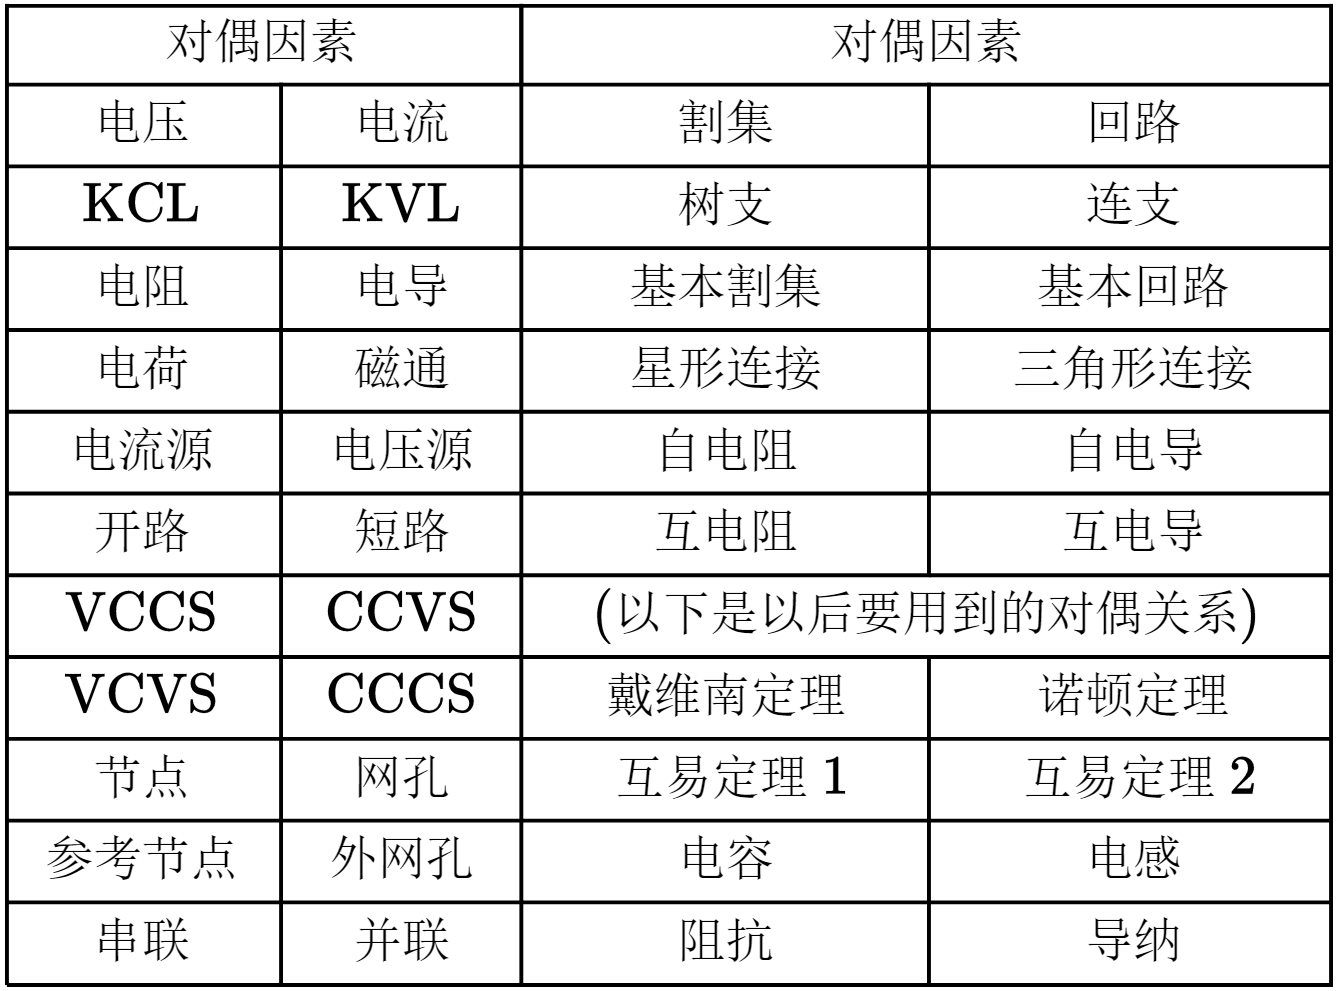 对偶因素 对偶因素
电压 电流 割集 回路
KCL KVL 树支 连支
电阻 电导 基本割集 基本回路
电荷 磁通 星形连接 三角形连接
电流源 电压源 自电阻 自电导
开路 短路 互电阻 互电导
VCCS CCVS (以下是以后要用到的对偶关系)
VCVS CCCS 戴维南定理 诺顿定理
节点 网孔 互易定理 1 互易定理 2
参考节点 外网孔 电容 电感
串联 并联 阻抗 导纳